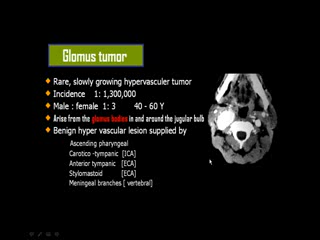 Glomus tumor
Rare, slowly growing hypervasculer tumor
Incidence 1: 1,300,000
Male : female 1: 3 40 - 60 Y
Arise from the glomus bodies in and around the jugular bulb
Benign hyper vascular lesion supplied by
Ascending pharyngeal
Carotico -tympanic [ICA]
Anterior tympanic [ECA]
Stylomastoid [ECA]
Meningeal branches [ vertebral]